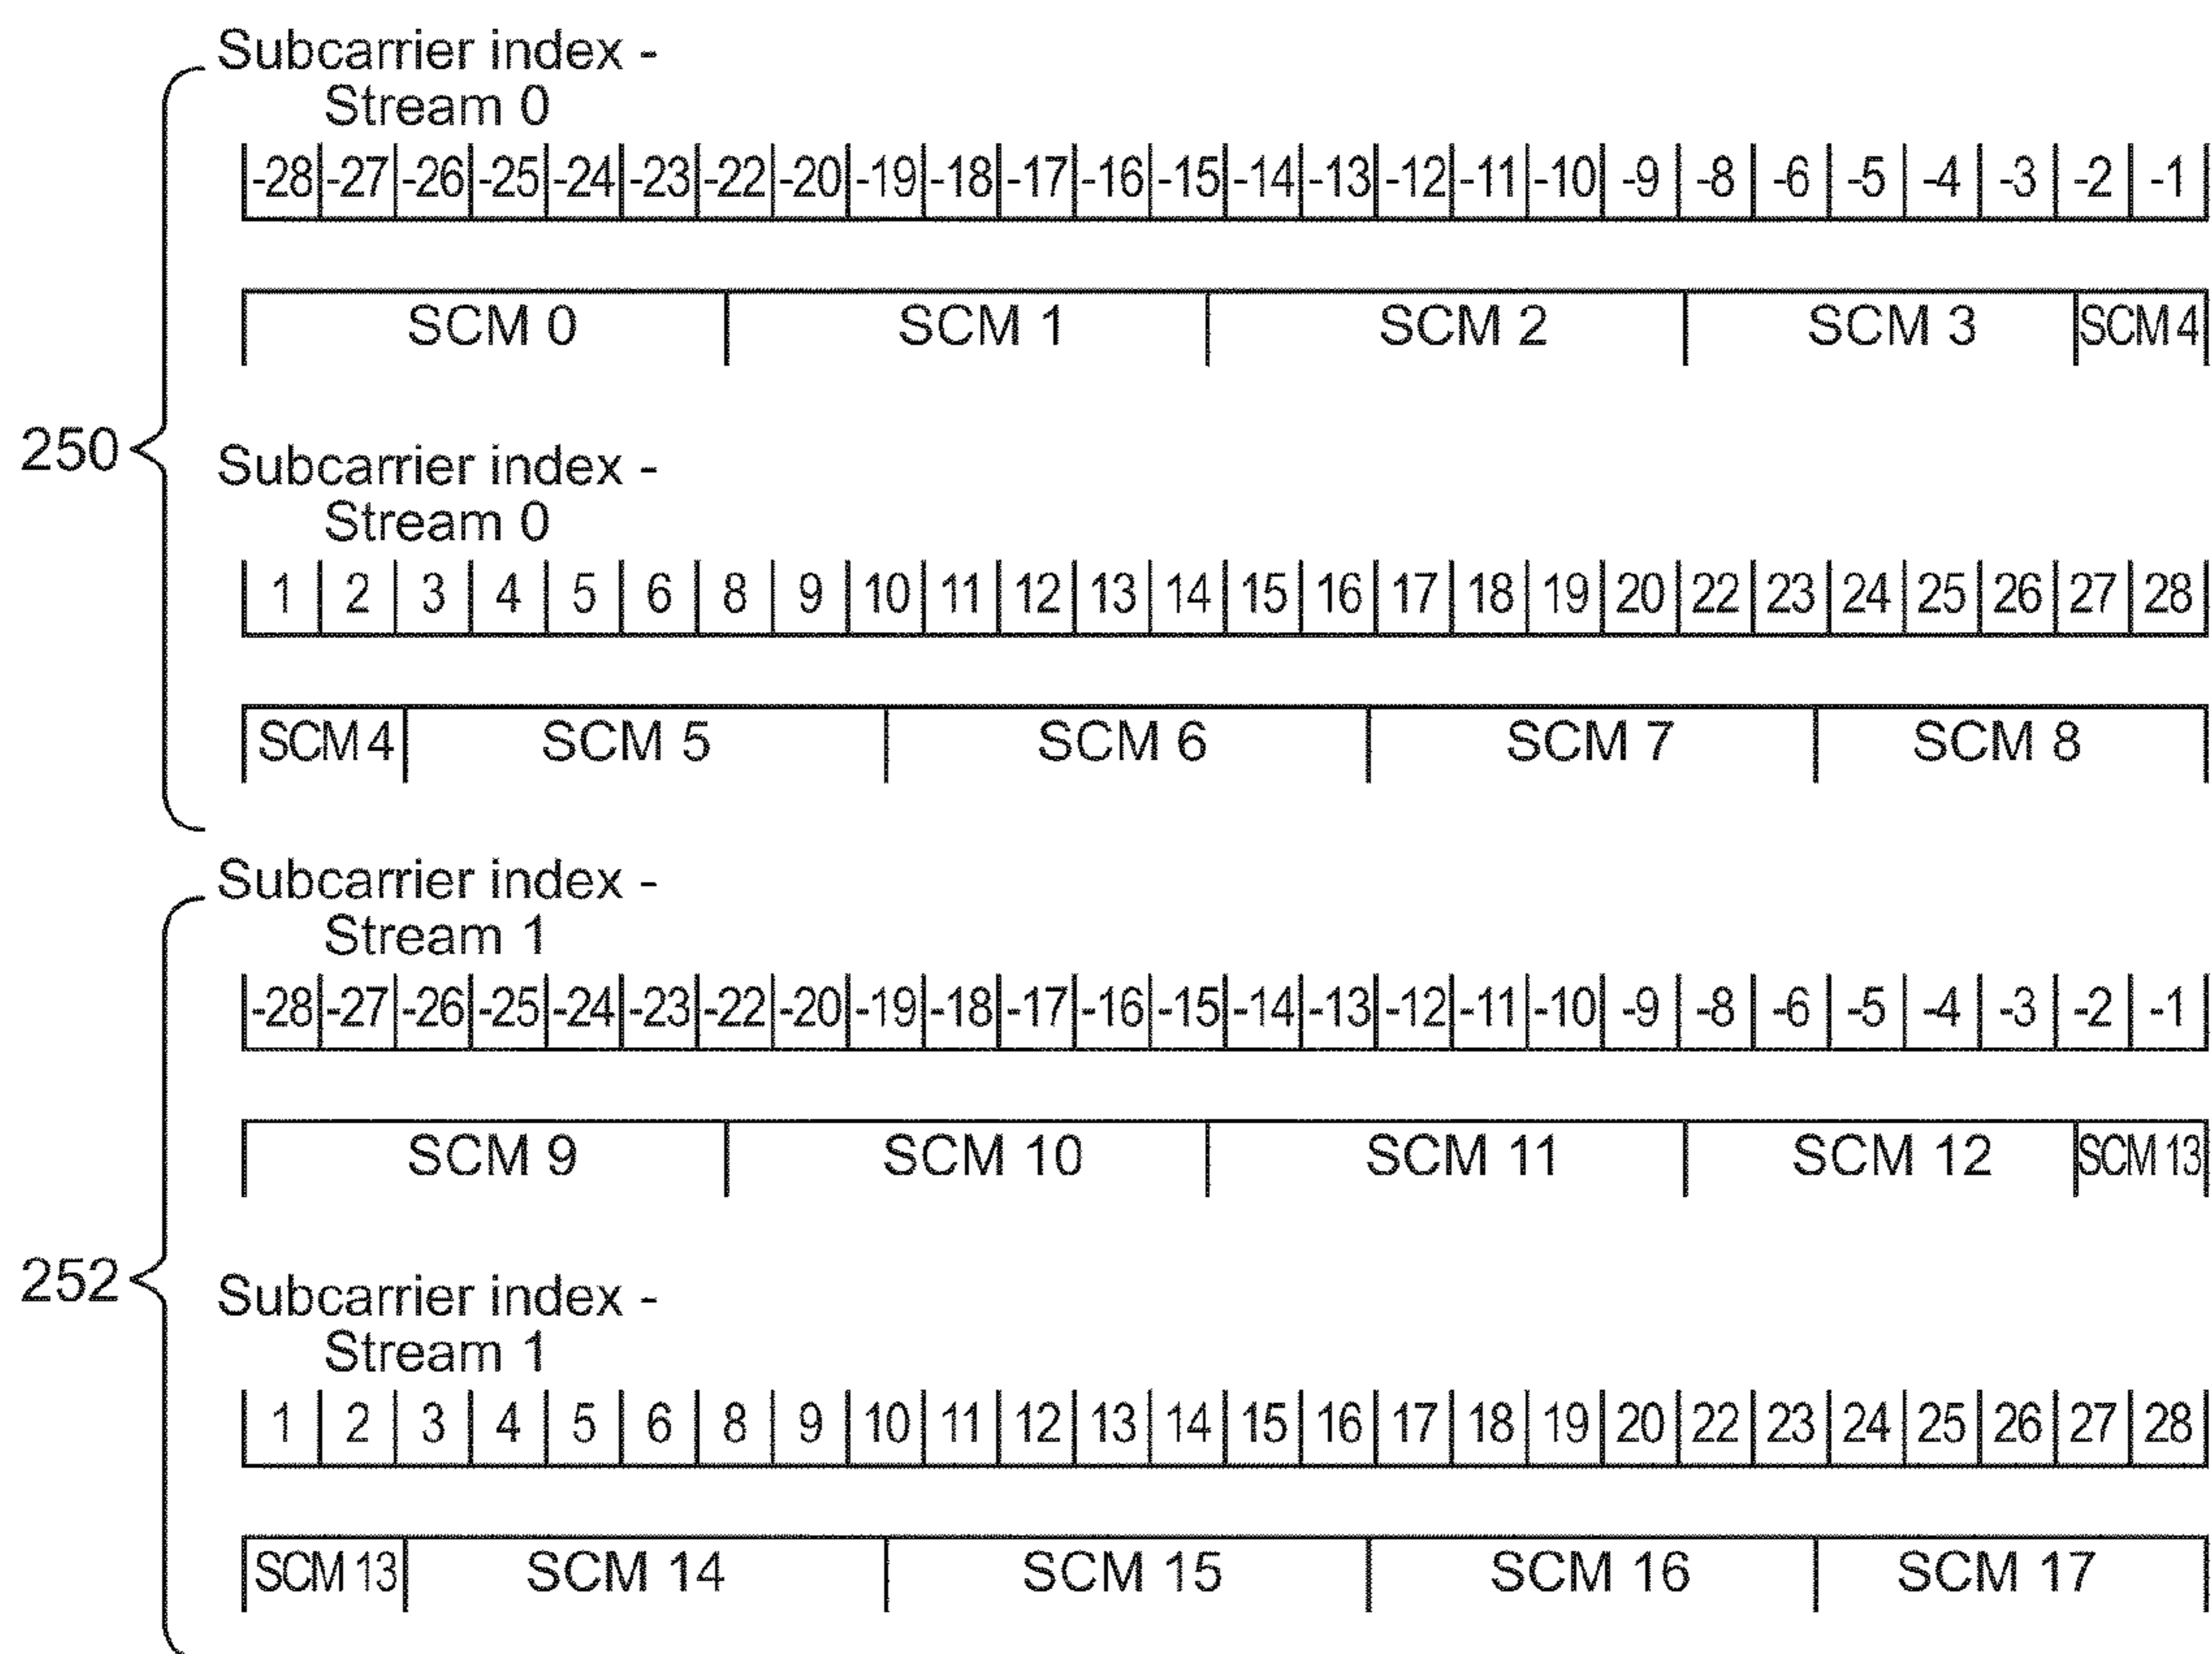 Subcarrier index -
Stream 0
-28 -27 -26 -25 -24 -23 -22 -20 -19 -18 -17 -16 -15 -14 -13 -12 -11 -10 -9 -8 -6 -5 -4 -3 -2 -1
SCM 0 SCM 1 SCM 2 SCM 3 SCM 4
250
Subcarrier index -
Stream 0
1 2 3 4 5 6 8 9 10 11 12 13 14 15 16 17 18 19 20 22 23 24 25 26 27 28
SCM 4 SCM 5 SCM 6 SCM 7 SCM 8
Subcarrier index -
Stream 1
-28 -27 -26 -25 -24 -23 -22 -20 -19 -18 -17 -16 -15 -14 -13 -12 -11 -10 -9 -8 -6 -5 -4 -3 -2 -1
SCM 9 SCM 10 SCM 11 SCM 12 SCM 13
252
Subcarrier index -
Stream 1
1 2 3 4 5 6 8 9 10 11 12 13 14 15 16 17 18 19 20 22 23 24 25 26 27 28
SCM 13 SCM 14 SCM 15 SCM 16 SCM 17